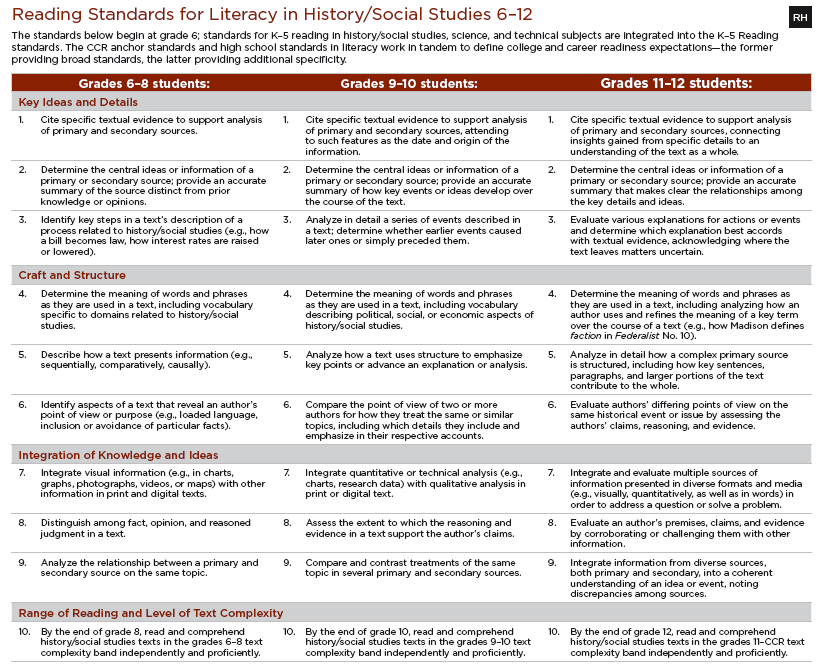 Reading Standards for Literacy in History/Social Studies 6–12
RH
The standards below begin at grade 6; standards for K–5 reading in history/social studies, science, and technical subjects are integrated into the K–5 Reading
standards. The CCR anchor standards and high school standards in literacy work in tandem to define college and career readiness expectations—the former
providing broad standards, the latter providing additional specificity.
Grades 6–8 students:
Grades 9–10 students:
Grades 11–12 students:
Key Ideas and Details
1. Cite specific textual evidence to support analysis
of primary and secondary sources.
1. Cite specific textual evidence to support analysis
of primary and secondary sources, attending
to such features as the date and origin of the
information.
1. Cite specific textual evidence to support analysis
of primary and secondary sources, connecting
insights gained from specific details to an
understanding of the text as a whole.
2. Determine the central ideas or information of a
primary or secondary source; provide an accurate
summary of the source distinct from prior
knowledge or opinions.
2. Determine the central ideas or information of a
primary or secondary source; provide an accurate
summary of how key events or ideas develop over
the course of the text.
2. Determine the central ideas or information of a
primary or secondary source; provide an accurate
summary that makes clear the relationships among
the key details and ideas.
3. Identify key steps in a text's description of a
process related to history/social studies (e.g., how
a bill becomes law, how interest rates are raised
or lowered).
3. Analyze in detail a series of events described in
a text; determine whether earlier events caused
later ones or simply preceded them.
3. Evaluate various explanations for actions or events
and determine which explanation best accords
with textual evidence, acknowledging where the
text leaves matters uncertain.
Craft and Structure
4. Determine the meaning of words and phrases
as they are used in a text, including vocabulary
specific to domains related to history/social
studies.
4. Determine the meaning of words and phrases
as they are used in a text, including vocabulary
describing political, social, or economic aspects of
history/social studies.
4. Determine the meaning of words and phrases as
they are used in a text, including analyzing how an
author uses and refines the meaning of a key term
over the course of a text (e.g., how Madison defines
faction in Federalist No. 10).
5. Describe how a text presents information (e.g.,
sequentially, comparatively, causally).
5. Analyze how a text uses structure to emphasize
key points or advance an explanation or analysis.
5. Analyze in detail how a complex primary source
is structured, including how key sentences,
paragraphs, and larger portions of the text
contribute to the whole.
6. Identify aspects of a text that reveal an author's
point of view or purpose (e.g., loaded language,
inclusion or avoidance of particular facts).
6. Compare the point of view of two or more
authors for how they treat the same or similar
topics, including which details they include and
emphasize in their respective accounts.
6. Evaluate authors' differing points of view on the
same historical event or issue by assessing the
authors' claims, reasoning, and evidence.
Integration of Knowledge and Ideas
7. Integrate visual information (e.g., in charts,
graphs, photographs, videos, or maps) with other
information in print and digital texts.
7. Integrate quantitative or technical analysis (e.g.,
charts, research data) with qualitative analysis in
print or digital text.
7. Integrate and evaluate multiple sources of
information presented in diverse formats and media
(e.g., visually, quantitatively, as well as in words) in
order to address a question or solve a problem.
8. Distinguish among fact, opinion, and reasoned
judgment in a text.
8. Assess the extent to which the reasoning and
evidence in a text support the author's claims.
8. Evaluate an author's premises, claims, and evidence
by corroborating or challenging them with other
information.
9. Analyze the relationship between a primary and
secondary source on the same topic.
9. Compare and contrast treatments of the same
topic in several primary and secondary sources.
9. Integrate information from diverse sources,
both primary and secondary, into a coherent
understanding of an idea or event, noting
discrepancies among sources.
Range of Reading and Level of Text Complexity
10. By the end of grade 8, read and comprehend
history/social studies texts in the grades 6–8 text
complexity band independently and proficiently.
10. By the end of grade 10, read and comprehend
history/social studies texts in the grades 9–10 text
complexity band independently and proficiently.
10. By the end of grade 12, read and comprehend
history/social studies texts in the grades 11–CCR text
complexity band independently and proficiently.